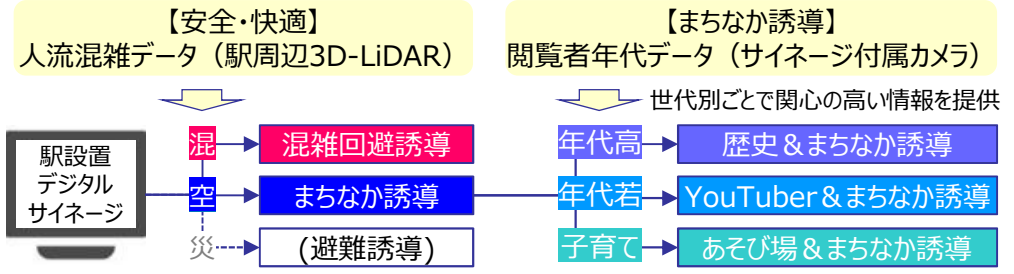 【安全・快適】
人流混雑データ（駅周辺3D-LiDAR）
【まちなか誘導】
閲覧者年代データ（サイネージ付属カメラ）
世代別ごとで関心の高い情報を提供
駅設置
デジタル
サイネージ
混
混雑回避誘導
空
まちなか誘導
災
(避難誘導)
年代高
歴史＆まちなか誘導
年代若
YouTuber＆まちなか誘導
子育て
あそび場＆まちなか誘導